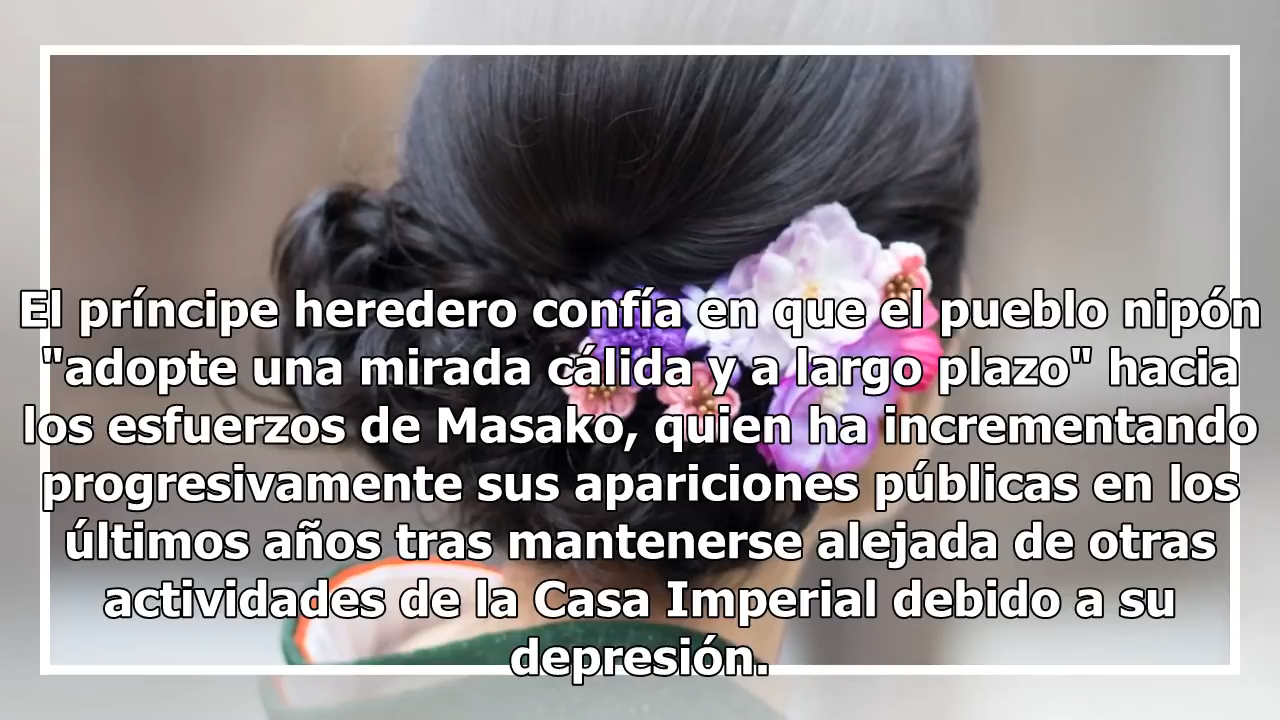 El príncipe heredero confía en que el pueblo nipón
"adopte una mirada cálida y a largo plazo" hacia
los esfuerzos de Masako, quien ha incrementando
progresivamente sus apariciones públicas en los
últimos años tras mantenerse alejada de otras
actividades de la Casa Imperial debido a su
depresión.